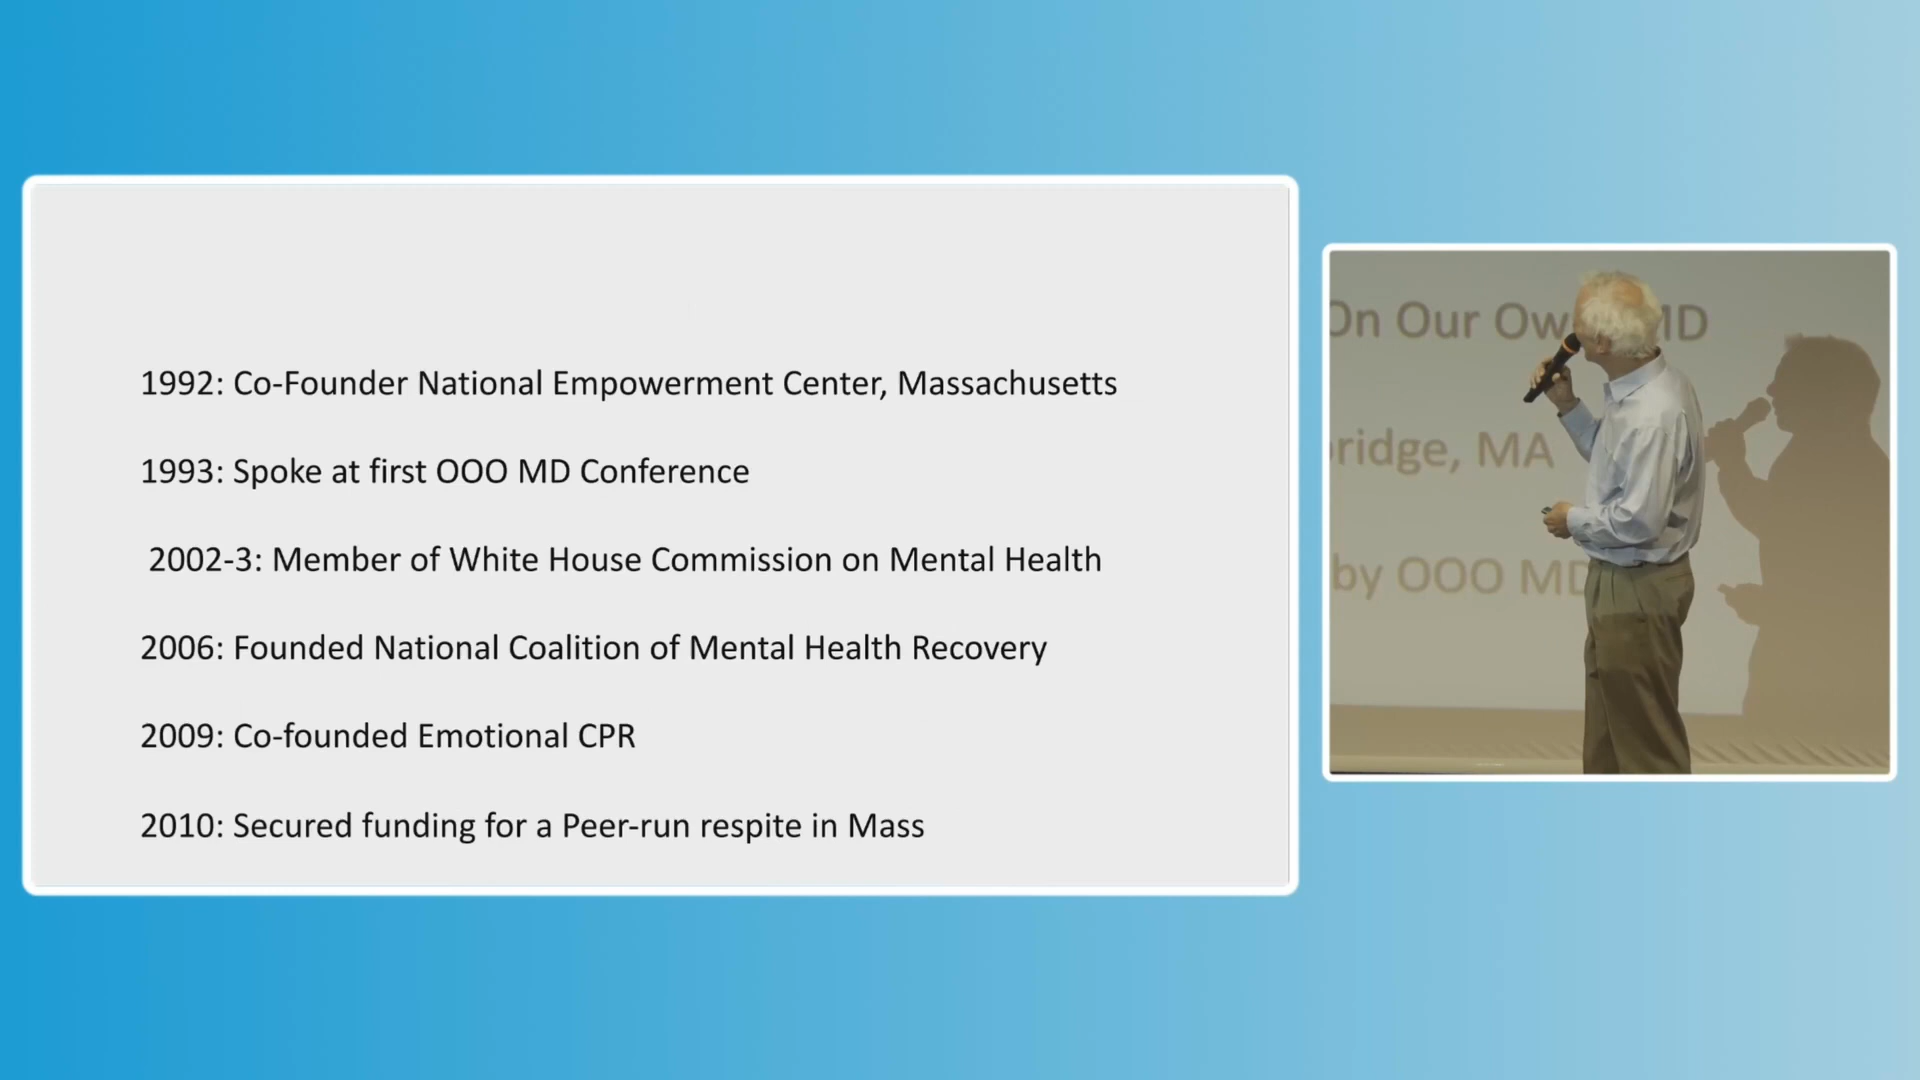 1992: Co-Founder National Empowerment Center, Massachusetts
1993: Spoke at first OOO MD Conference
2002-3: Member of White House Commission on Mental Health
2006: Founded National Coalition of Mental Health Recovery
2009: Co-founded Emotional CPR
2010: Secured funding for a Peer-run respite in Mass
On Our Ow MD
ridge, MA
by OOO MD